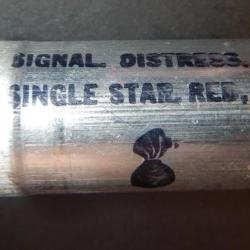 SIGNAL. DISTRESS.
SINGLE STAR. RED.